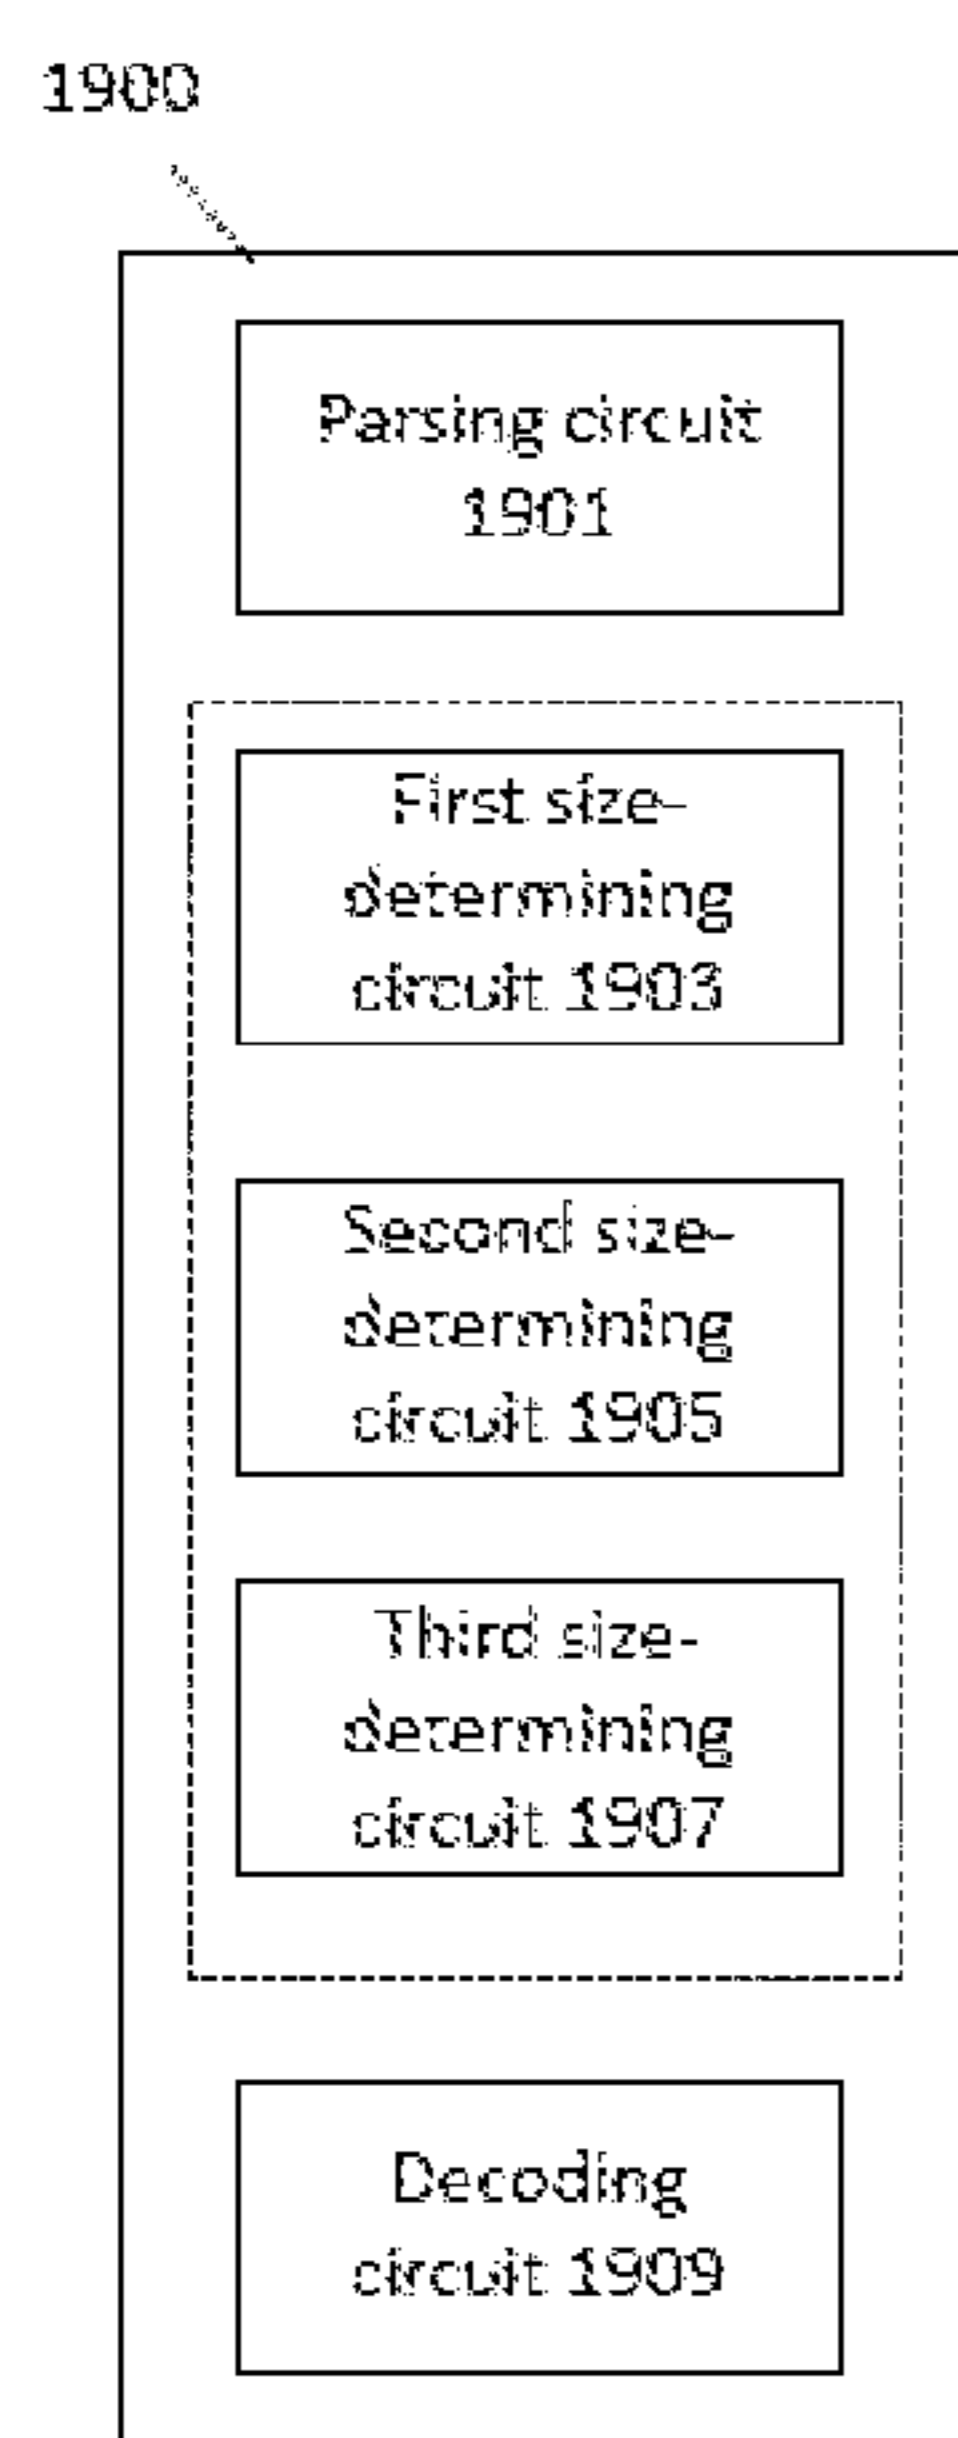 1900
Parsing circuit
1901
First size-
determining
circuit 1903
Second size-
determining
circuit 1905
Third size-
determining
circuit 1907
Decoding
circuit 1909